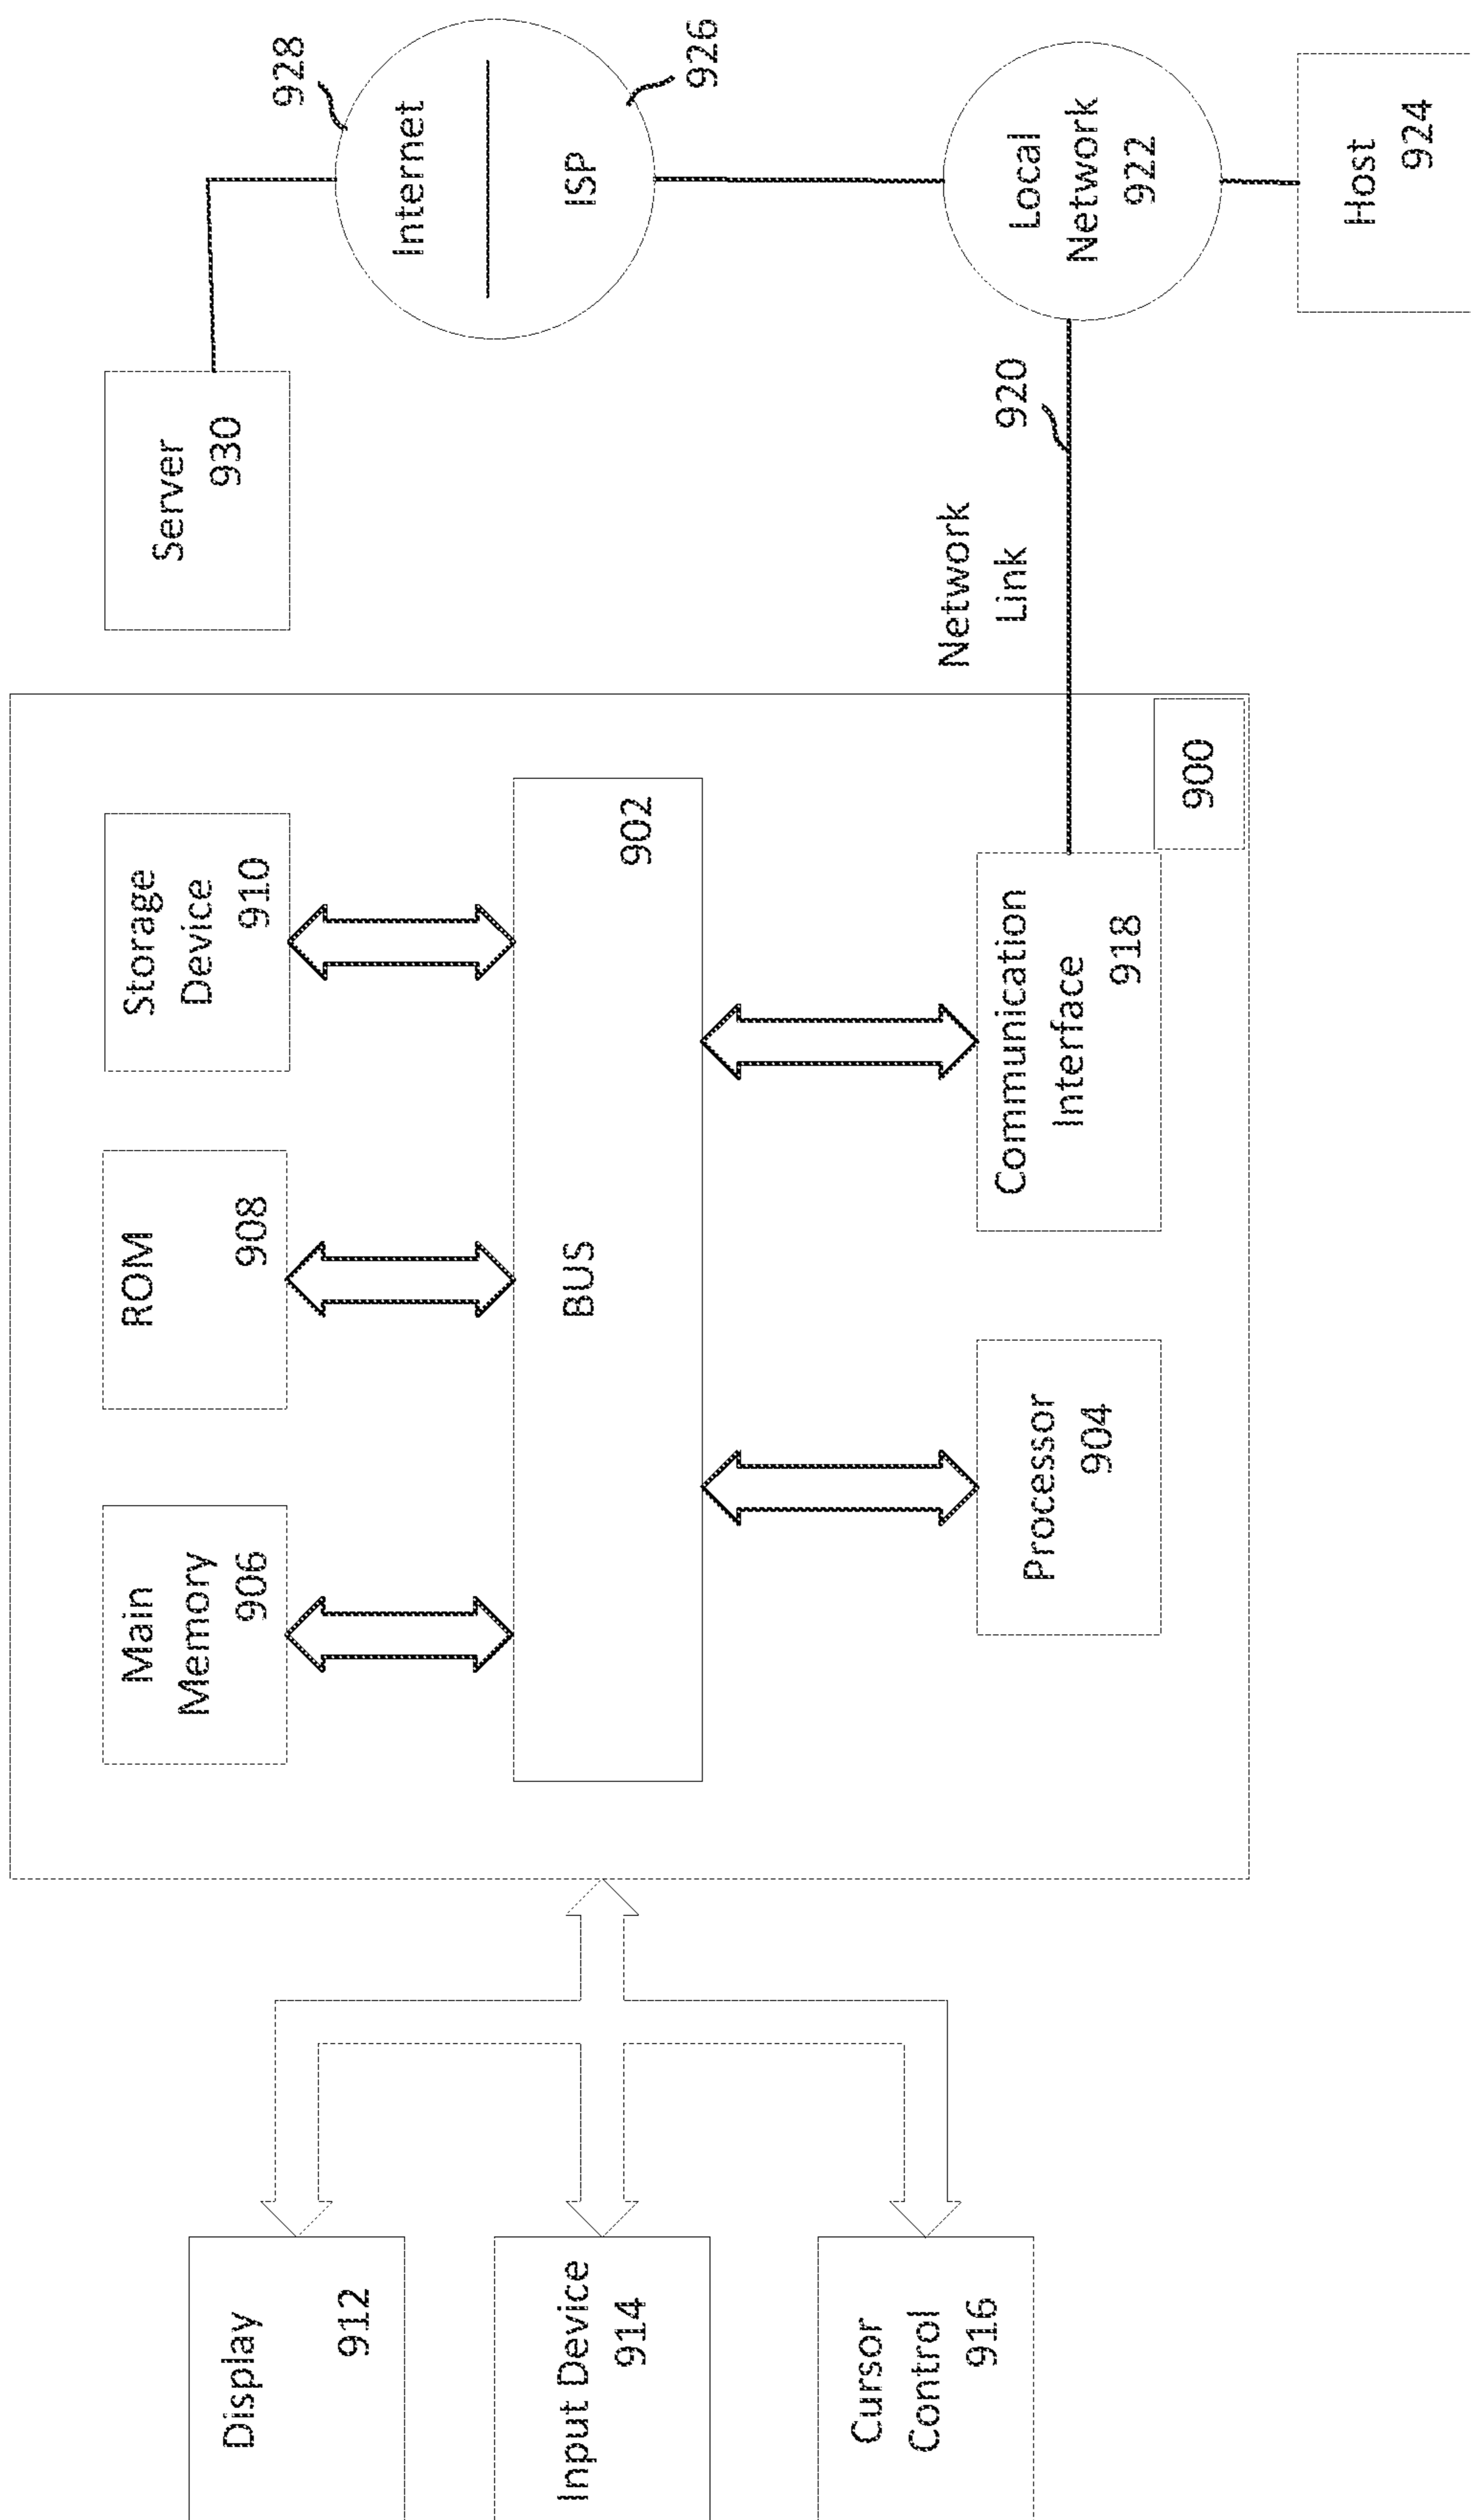 Display
912
Input Device
914
Cursor
Control
916
Main
Memory
906
ROM
908
Storage
Device
910
BUS
902
Processor
904
Communication
Interface
918
900
Server
930
Network
Link
920
928
Internet
ISP
926
Local
Network
922
Host
924